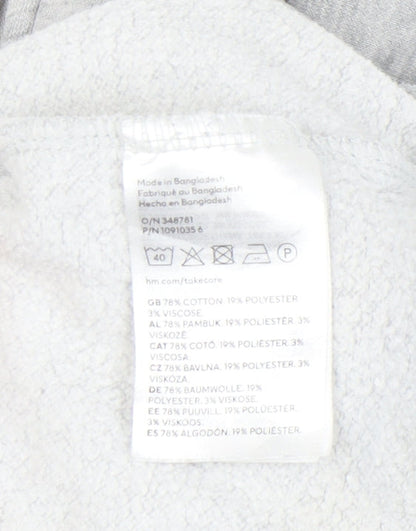 Made in Bangladesh
Fabriqué au Bangladesh
Hecho en Bangladesh
O/N 348781
P/N 1091035 6
40
P
hm.com/takecare
GB 78% COTTON. 19% POLYESTER
3% VISCOSE.
AL 78% PAMBUK. 19% POLIESTËR. 3%
VISKOZË
CAT 78% COTÓ. 19% POLIÈSTER. 3%
VISCOSA
CZ 78% BAVLNA. 19% POLYESTER. 3%
VISKÓZA
DE 78% BAUMWOLLE. 19%
POLYESTER. 3% VISKOSE
EE 78% PUUVILL. 19% POLÜESTER.
3% VISKOOS
ES 78% ALGODÓN. 19% POLIÉSTER.